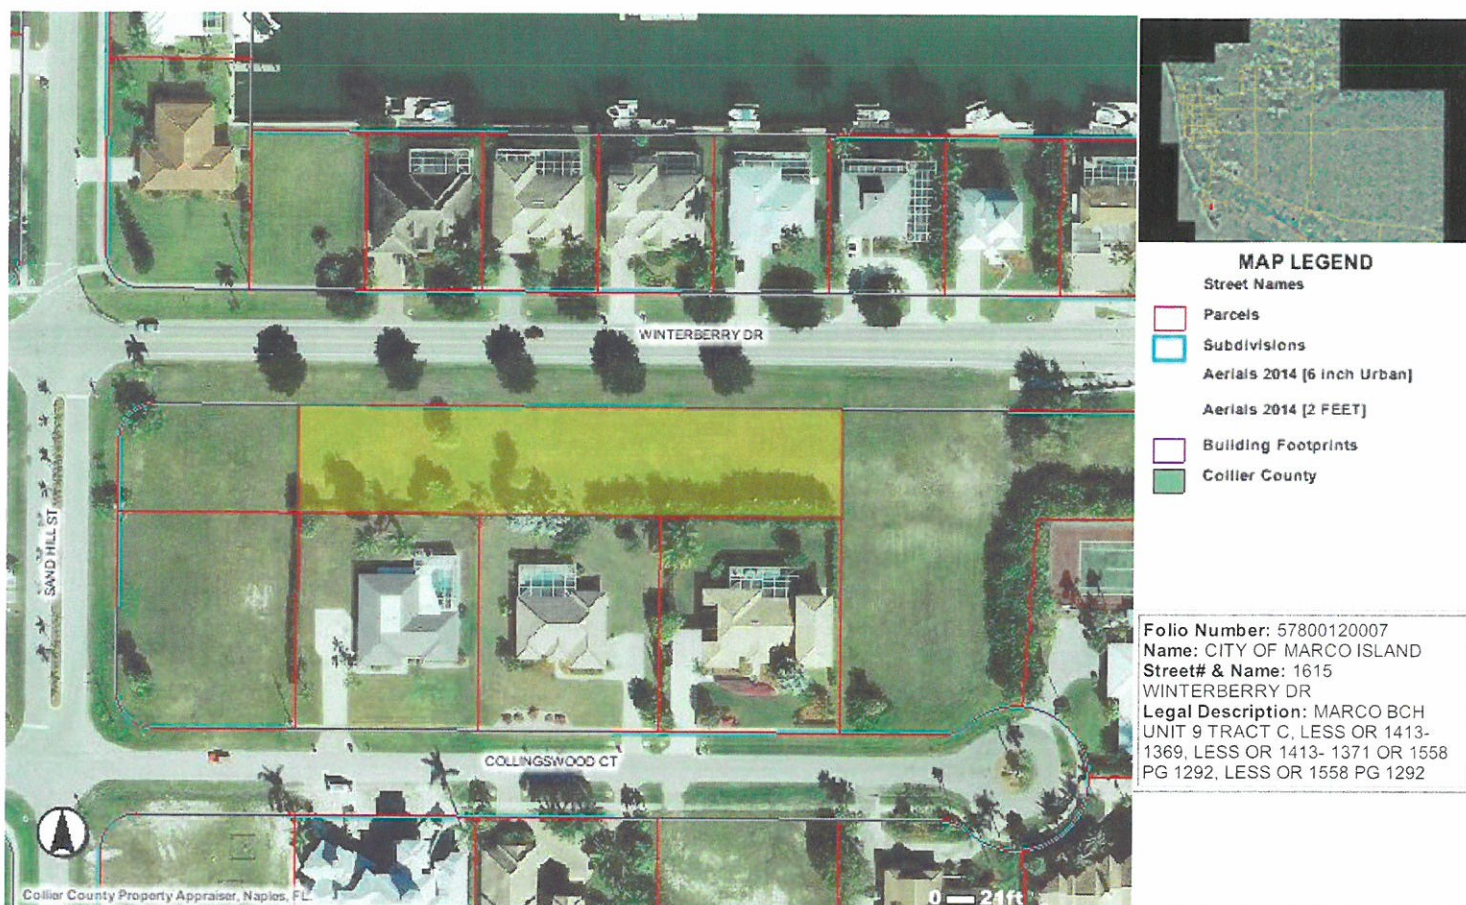 WINTERBERRY DR
SAND HILL ST
COLLINGSWOOD CT
Collier County Property Appraiser, Naples, FL.
0 21ft
MAP LEGEND
Street Names
Parcels
Subdivisions
Aerials 2014 [6 inch Urban]
Aerials 2014 [2 FEET]
Building Footprints
Collier County
Folio Number: 57800120007
Name: CITY OF MARCO ISLAND
Street# & Name: 1615
WINTERBERRY DR
Legal Description: MARCO BCH
UNIT 9 TRACT C, LESS OR 1413-
1369, LESS OR 1413- 1371 OR 1558
PG 1292, LESS OR 1558 PG 1292